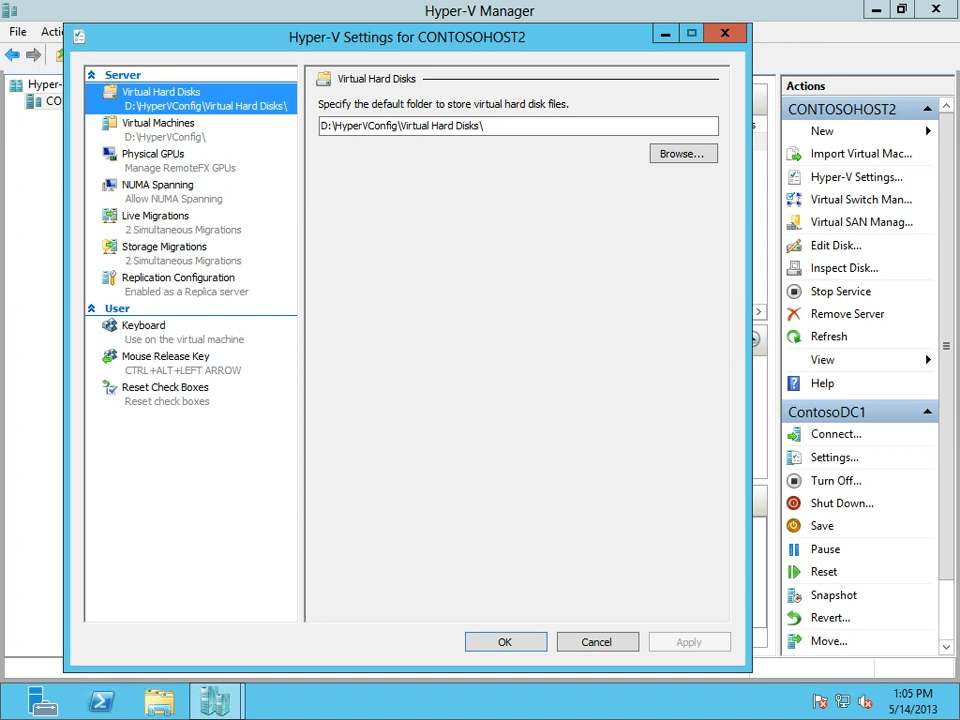 Hyper-V Manager
File Acti
Hyper-V Settings for CONTOSOHOST2
Hyper-
CO
Server
Virtual Hard Disks
D:\HyperVConfig\Virtual Hard Disks\
Virtual Machines
D:\HyperVConfig\
Physical GPUs
Manage RemoteFX GPUs
NUMA Spanning
Allow NUMA Spanning
Live Migrations
2 Simultaneous Migrations
Storage Migrations
2 Simultaneous Migrations
Replication Configuration
Enabled as a Replica server
User
Keyboard
Use on the virtual machine
Mouse Release Key
CTRL+ALT+LEFT ARROW
Reset Check Boxes
Reset check boxes
Virtual Hard Disks
Specify the default folder to store virtual hard disk files.
D:\HyperVConfig\Virtual Hard Disks\
Browse...
OK
Cancel
Apply
Actions
CONTOSOHOST2
New
Import Virtual Mac...
Hyper-V Settings...
Virtual Switch Man...
Virtual SAN Manag...
Edit Disk...
Inspect Disk...
Stop Service
Remove Server
Refresh
View
Help
ContosoDC1
Connect...
Settings...
Turn Off...
Shut Down...
Save
Pause
Reset
Snapshot
Revert...
Move...
1:05 PM
5/14/2013